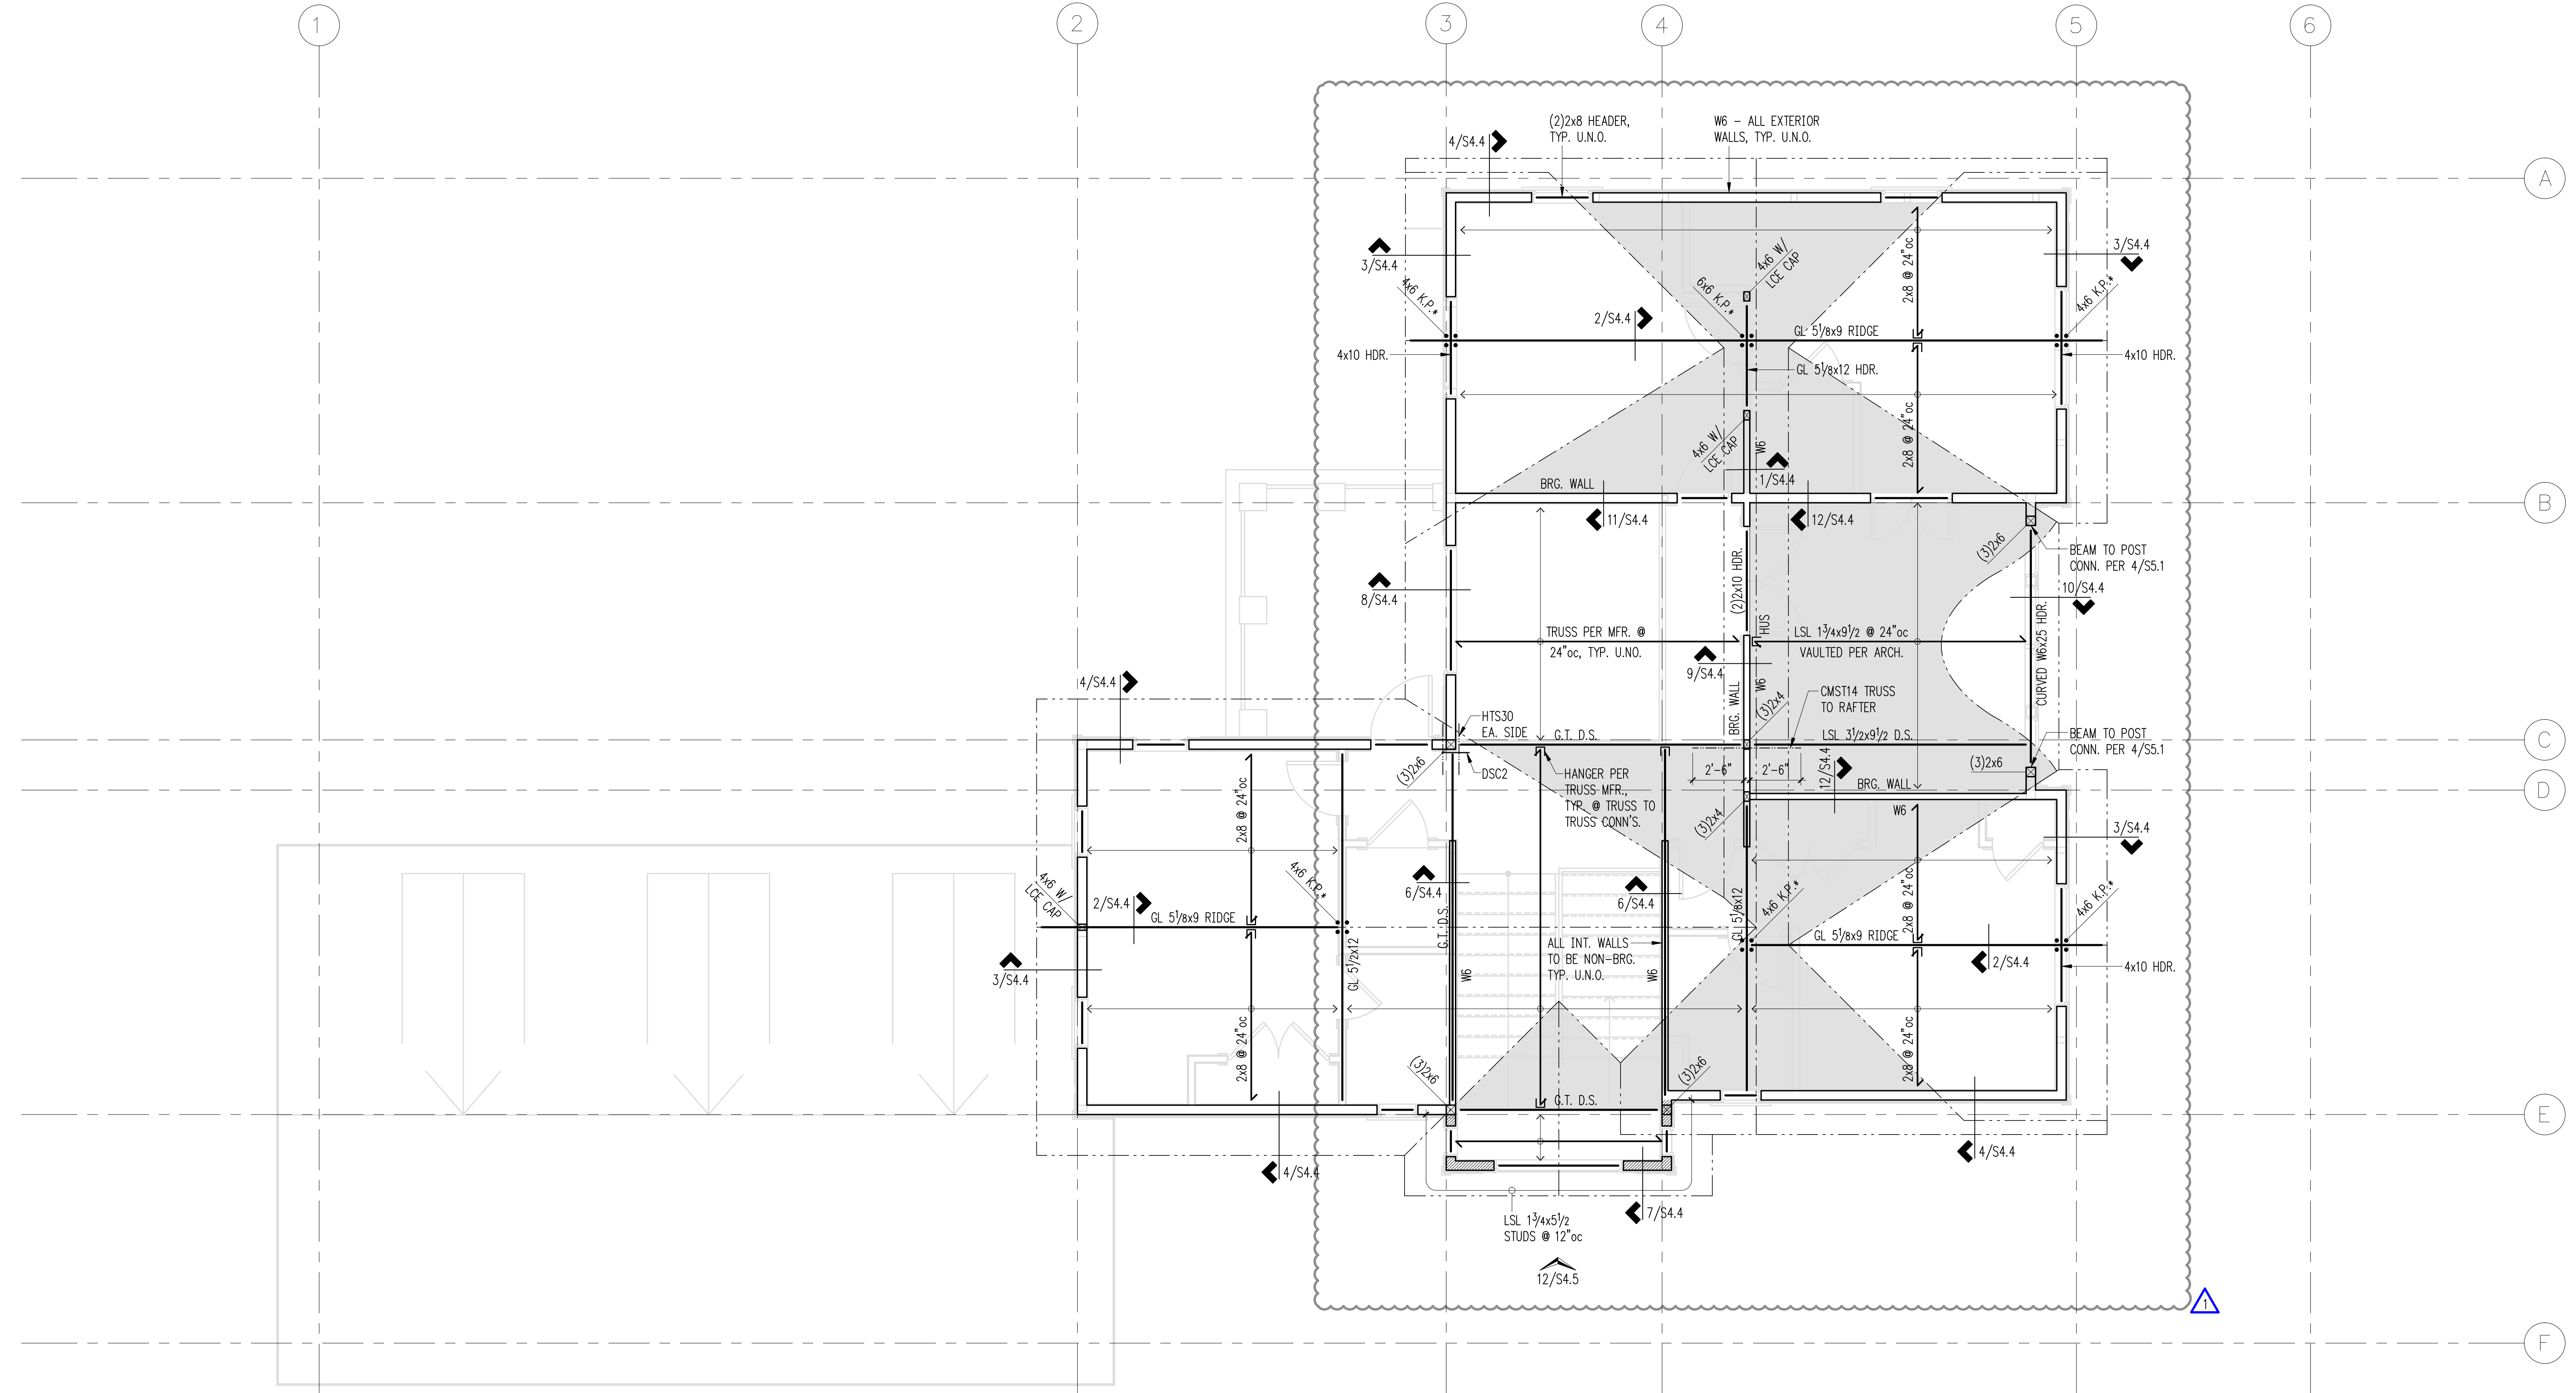 1
2
3
4
5
6
A
B
C
D
E
F
(2)2x8 HEADER,
TYP. U.N.O.
W6 - ALL EXTERIOR
WALLS, TYP. U.N.O.
4/S4.4
3/S4.4
3/S4.4
4x6 K.P.*
4x6 W/
LCE CAP
6x6 K.P.*
2x8 @ 24"oc
4x6 K.P.*
2/S4.4
GL 5 1/8x9 RIDGE
4x10 HDR.
4x10 HDR.
GL 5 1/8x12 HDR.
4x6 W/
LCE CAP
W6
2x8 @ 24"oc
1/S4.4
BRG. WALL
11/S4.4
12/S4.4
(3)2x6
BEAM TO POST
CONN. PER 4/S5.1
(2)2x10 HDR.
8/S4.4
10/S4.4
HUS
CURVED W6x25 HDR.
TRUSS PER MFR. @
24"oc, TYP. U.NO.
LSL 1 3/4x9 1/2 @ 24"oc
VAULTED PER ARCH.
9/S4.4
W6
4/S4.4
BRG. WALL
(3)2x4
CMST14 TRUSS
TO RAFTER
HTS30
EA. SIDE
G.T. D.S.
LSL 3 1/2x9 1/2 D.S.
BEAM TO POST
CONN. PER 4/S5.1
(3)2x6
DSC2
HANGER PER
TRUSS MFR.,
TYP. @ TRUSS TO
TRUSS CONN'S.
2'-6"
2'-6"
12/S4.4
(3)2x6
BRG. WALL
W6
2x8 @ 24"oc
(3)2x4
3/S4.4
4x6 W/
LCE CAP
2/S4.4
4x6 K.P.*
6/S4.4
6/S4.4
GL 5 1/8x9 RIDGE
G.T. D.S.
GL 5 1/8x12
4x6 K.P.*
2x8 @ 24"oc
4x6 K.P.*
GL 5 1/8x9 RIDGE
ALL INT. WALLS
TO BE NON-BRG.
TYP. U.N.O.
2/S4.4
4x10 HDR.
3/S4.4
GL 5 1/2x12
W6
W6
2x8 @ 24"oc
2x8 @ 24"oc
(3)2x6
(3)2x6
G.T. D.S.
4/S4.4
4/S4.4
7/S4.4
LSL 1 3/4x5 1/2
STUDS @ 12"oc
12/S4.5
1